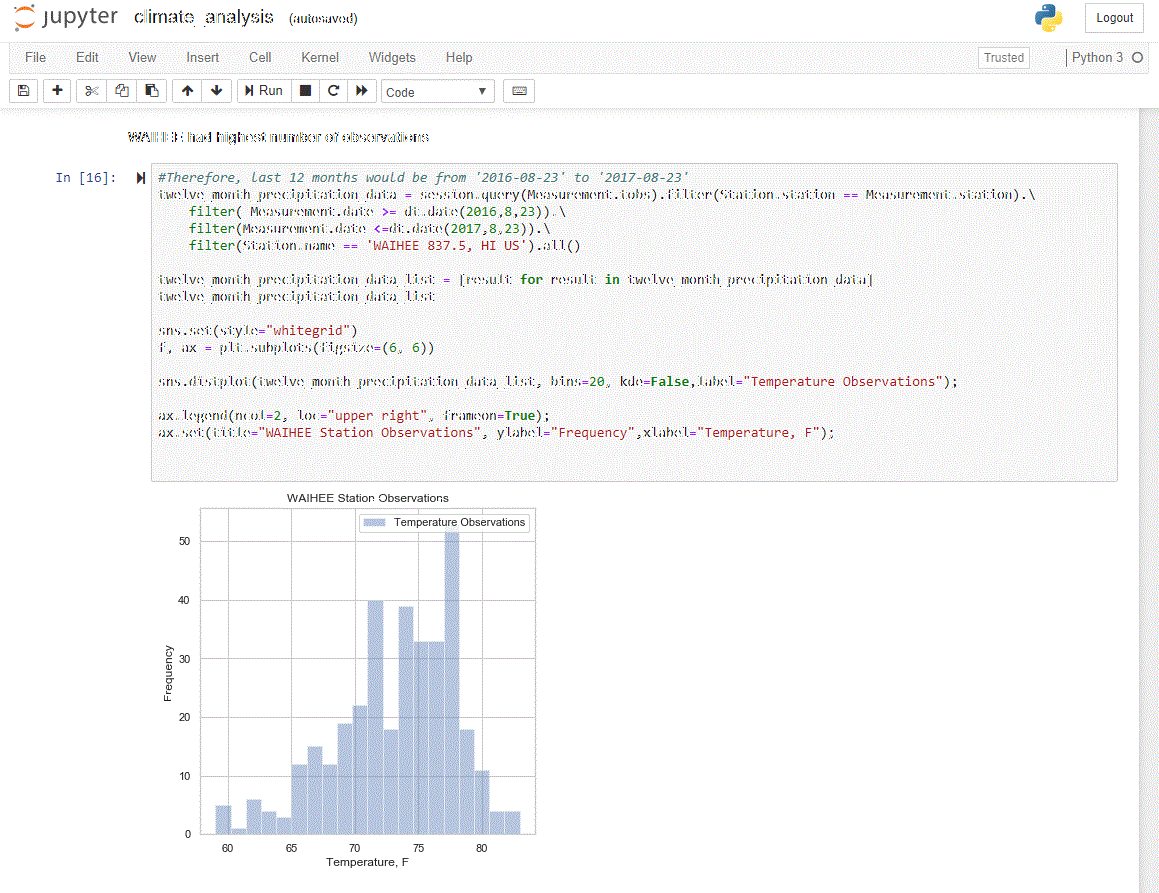 jupyter climate_analysis (autosaved)
Logout
File Edit View Insert Cell Kernel Widgets Help
Trusted Python 3
Run Code
WAIHEE had highest number of observations
In [16]:
#Therefore, last 12 months would be from '2016-08-23' to '2017-08-23'
twelve_month_precipitation_data = session.query(Measurement.tobs).filter(Station.station == Measurement.station).\
filter( Measurement.date >= dt.date(2016,8,23)).\
filter(Measurement.date <=dt.date(2017,8,23)).\
filter(Station.name == 'WAIHEE 837.5, HI US').all()
twelve_month_precipitation_data_list = [result for result in twelve_month_precipitation_data]
twelve_month_precipitation_data_list
sns.set(style="whitegrid")
f, ax = plt.subplots(figsize=(6, 6))
sns.distplot(twelve_month_precipitation_data_list, bins=20, kde=False,label="Temperature Observations");
ax.legend(ncol=2, loc="upper right", frameon=True);
ax.set(title="WAIHEE Station Observations", ylabel="Frequency",xlabel="Temperature, F");
WAIHEE Station Observations
Temperature Observations
50
40
30
20
10
0
Frequency
60 65 70 75 80
Temperature, F